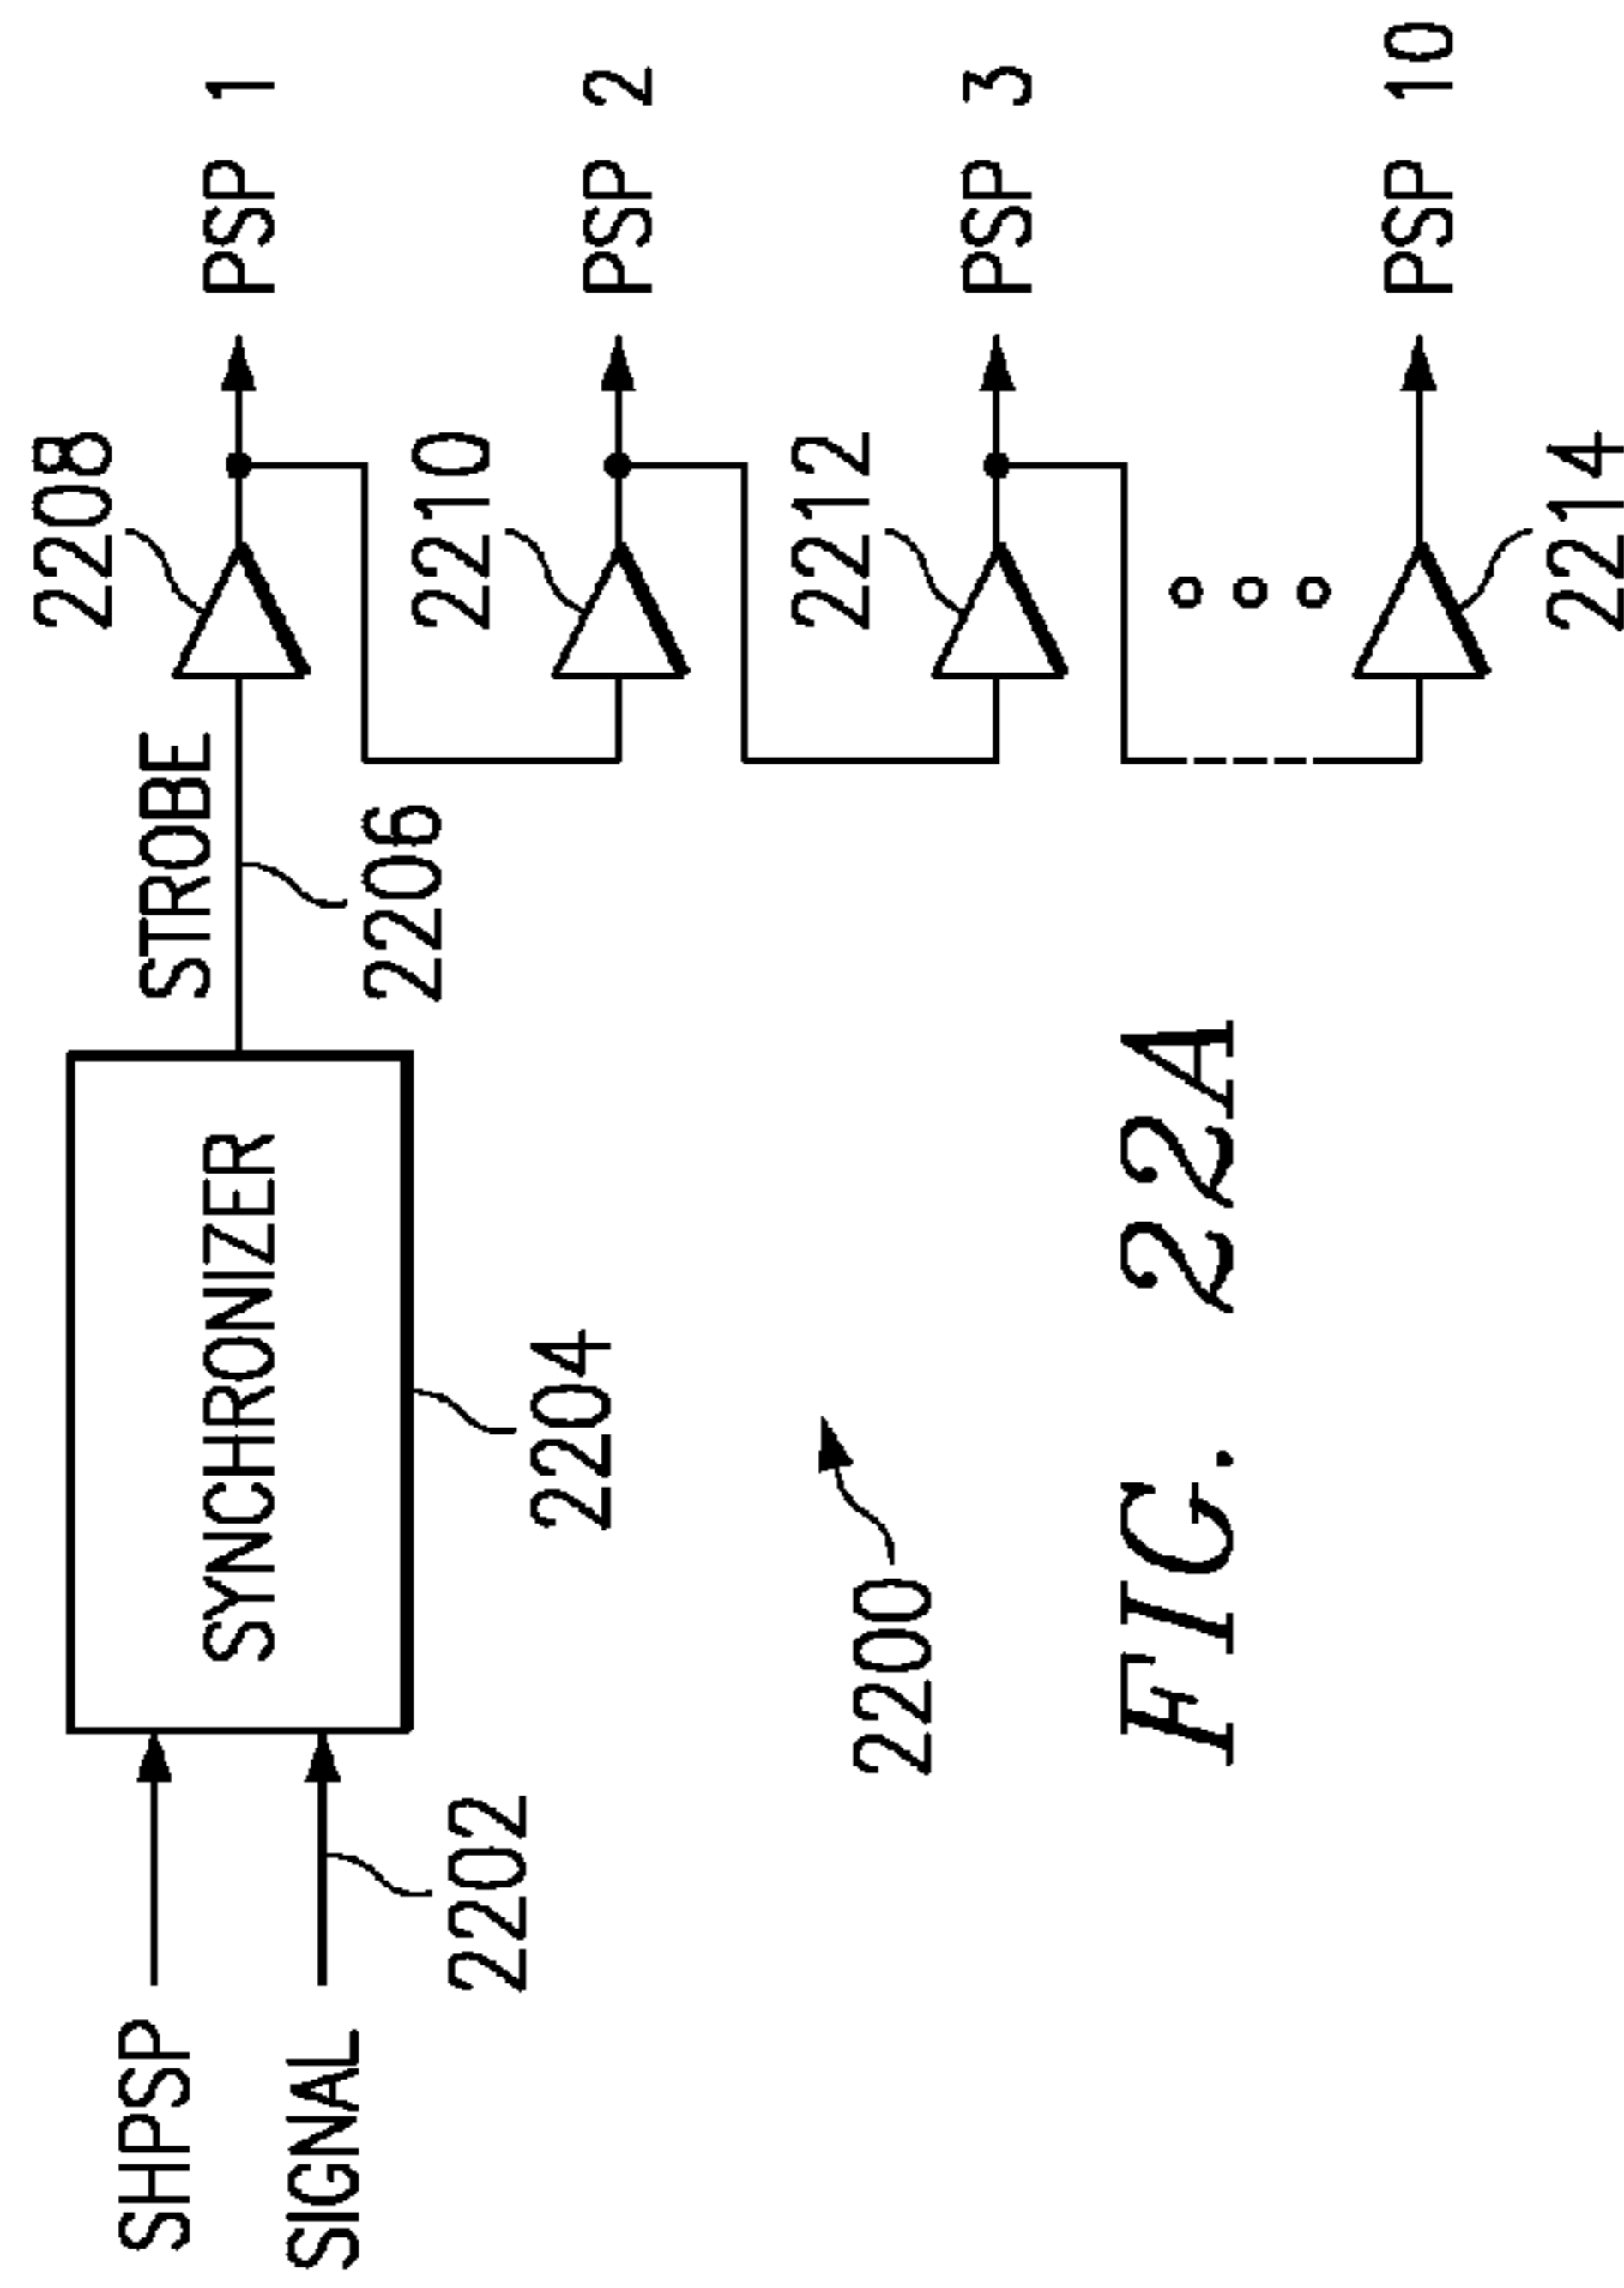 2208
PSP 1
STROBE
SYNCHRONIZER
SHPSP
SIGNAL
2202
2204
2206
2210
PSP 2
2212
PSP 3
2200
2214
PSP 10
FIG. 22A